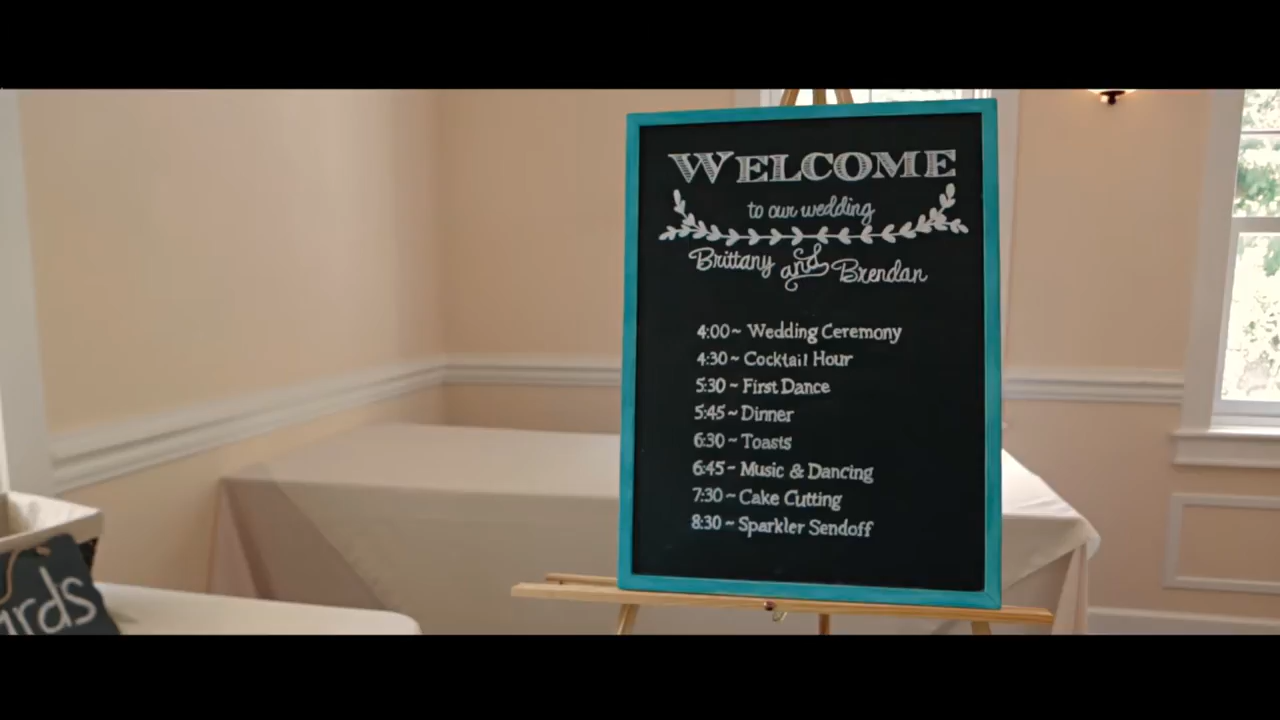 WELCOME
to our wedding
Brittany and Brendan
4:00~ Wedding Ceremony
4:30~ Cocktail Hour
5:30~ First Dance
5:45~ Dinner
6:30~ Toasts
6:45~ Music & Dancing
7:30~ Cake Cutting
8:30~ Sparkler Sendoff